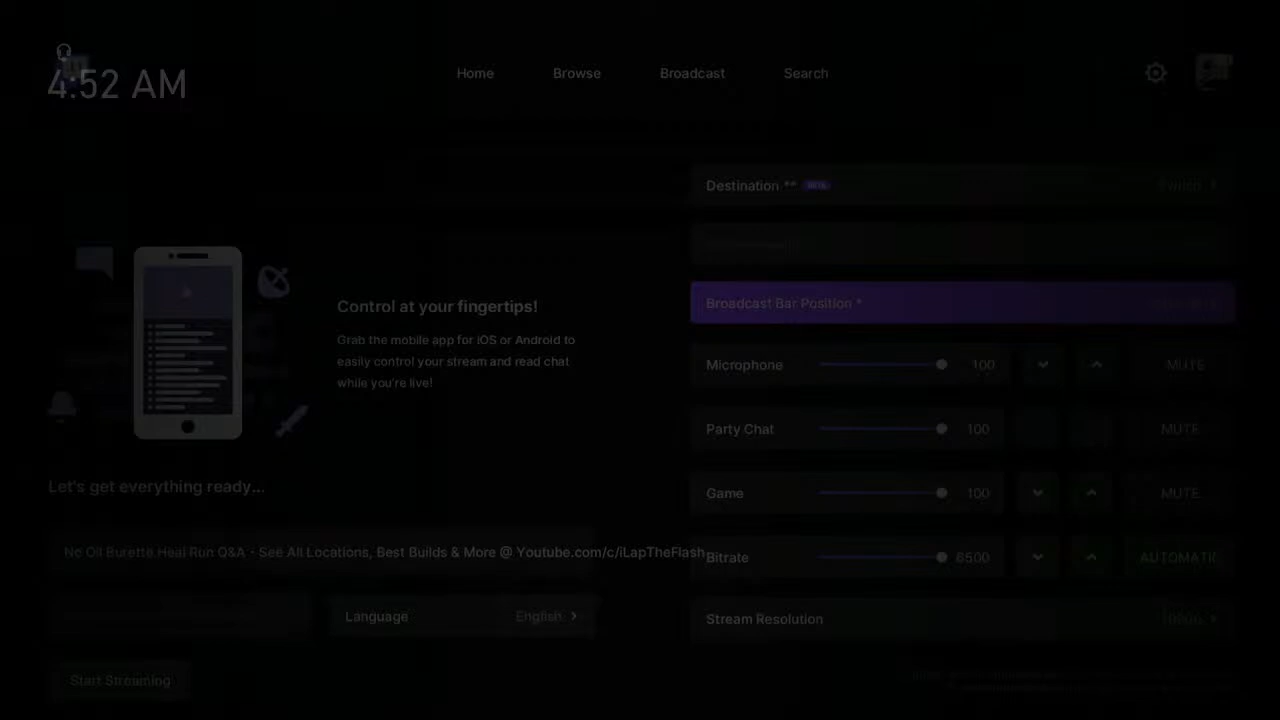 4:52 AM
Home
Browse
Broadcast
Search
Destination ** BETA
Broadcast Bar Position *
Control at your fingertips!
Grab the mobile app for iOS or Android to
easily control your stream and read chat
while you're live!
Microphone 100 MUTE
Party Chat 100 MUTE
Game 100 MUTE
Let's get everything ready...
No Oil Burette Heal Run Q&A - See All Locations, Best Builds & More @ Youtube.com/c/iLapTheFlash
Bitrate 8500 AUTOMATIC
Language English
Stream Resolution
Start Streaming